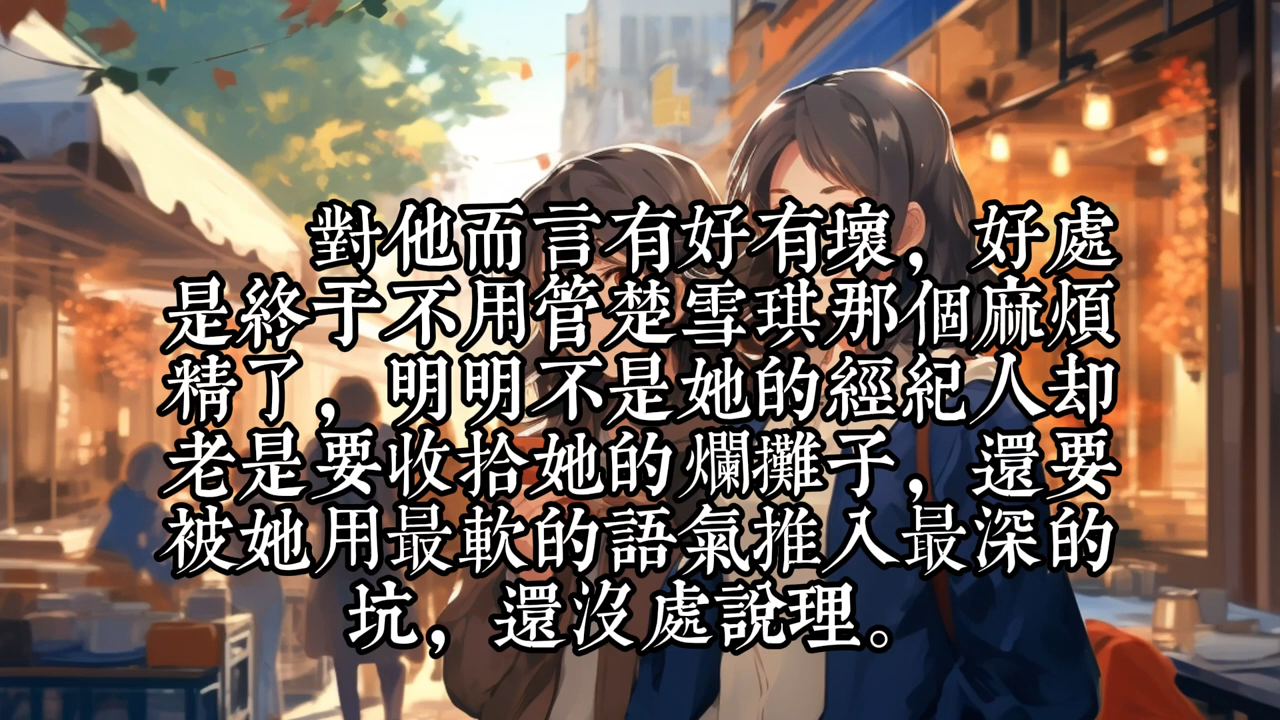 對他而言有好有壞，好處
是終于不用管楚雪琪那個麻煩
精了，明明不是她的經紀人却
老是要收拾她的爛攤子，還要
被她用最軟的語氣推入最深的
坑，還沒處說理。